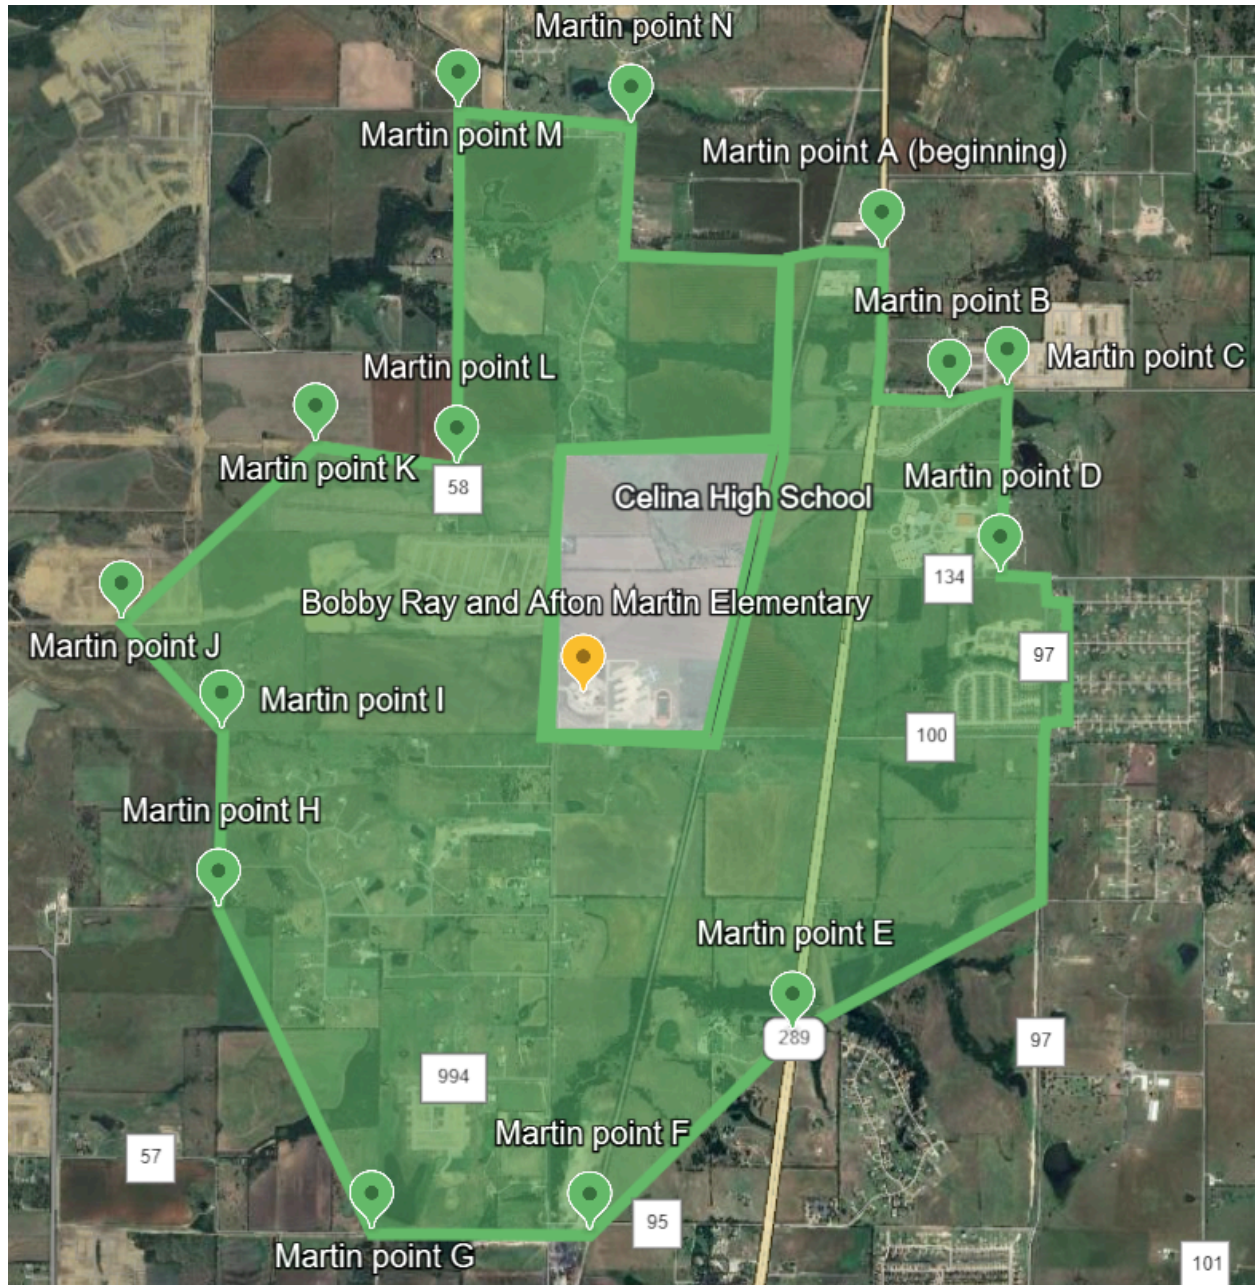 Martin point N
Martin point M
Martin point A (beginning)
Martin point B
Martin point C
Martin point L
Martin point K
58
Martin point D
Celina High School
134
Bobby Ray and Afton Martin Elementary
97
Martin point J
Martin point I
100
Martin point H
Martin point E
289
97
994
Martin point F
57
95
Martin point G
101